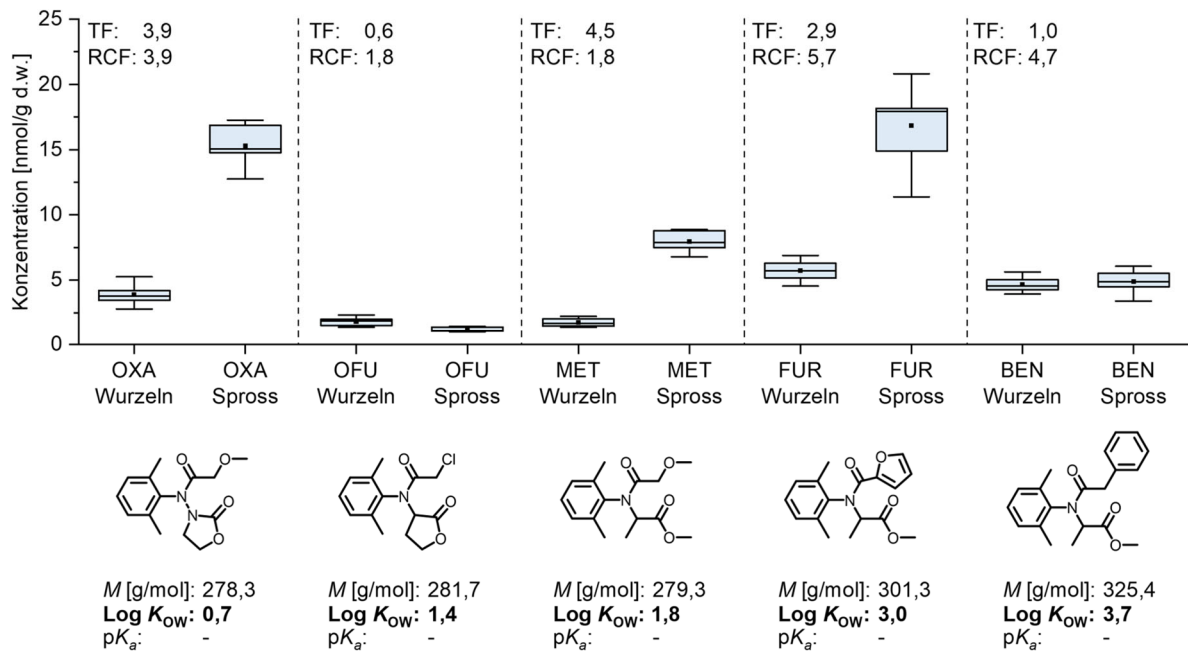 Konzentration [nmol/g d.w.]
25
20
15
10
5
0
TF: 3,9
RCF: 3,9
TF: 0,6
RCF: 1,8
TF: 4,5
RCF: 1,8
TF: 2,9
RCF: 5,7
TF: 1,0
RCF: 4,7
OXA
Wurzeln
OXA
Spross
OFU
Wurzeln
OFU
Spross
MET
Wurzeln
MET
Spross
FUR
Wurzeln
FUR
Spross
BEN
Wurzeln
BEN
Spross
O
O
N
N
O
O
O
Cl
N
O
O
O
O
N
O
O
O
O
N
O
O
O
N
O
O
M [g/mol]: 278,3
Log KOW: 0,7
pKa: -
M [g/mol]: 281,7
Log KOW: 1,4
pKa: -
M [g/mol]: 279,3
Log KOW: 1,8
pKa: -
M [g/mol]: 301,3
Log KOW: 3,0
pKa: -
M [g/mol]: 325,4
Log KOW: 3,7
pKa: -